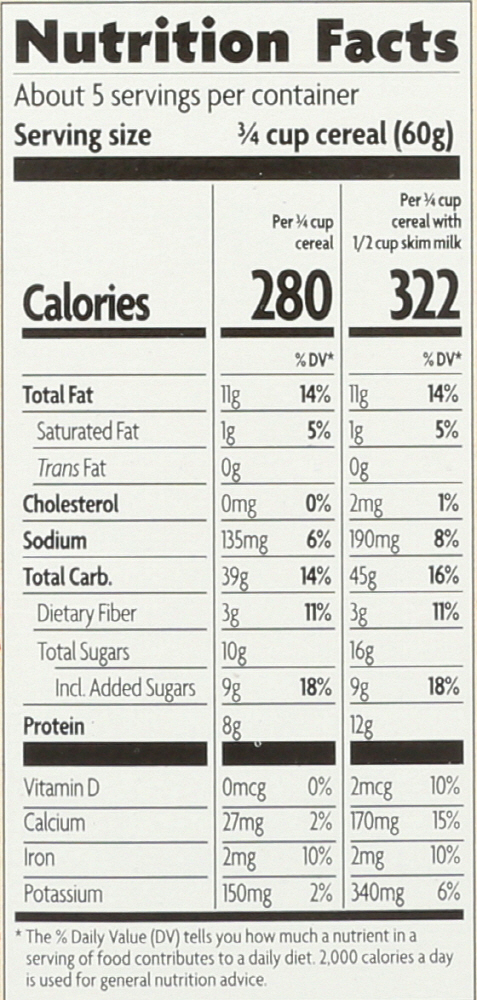 Nutrition Facts
About 5 servings per container
Serving size ¾ cup cereal (60g)
Per ¾ cup
cereal
Per ¾ cup
cereal with
1/2 cup skim milk
Calories 280 322
% DV* % DV*
Total Fat 11g 14% 11g 14%
Saturated Fat 1g 5% 1g 5%
Trans Fat 0g 0g
Cholesterol 0mg 0% 2mg 1%
Sodium 135mg 6% 190mg 8%
Total Carb. 39g 14% 45g 16%
Dietary Fiber 3g 11% 3g 11%
Total Sugars 10g 16g
Incl. Added Sugars 9g 18% 9g 18%
Protein 8g 12g
Vitamin D 0mcg 0% 2mcg 10%
Calcium 27mg 2% 170mg 15%
Iron 2mg 10% 2mg 10%
Potassium 150mg 2% 340mg 6%
* The % Daily Value (DV) tells you how much a nutrient in a
serving of food contributes to a daily diet. 2,000 calories a day
is used for general nutrition advice.